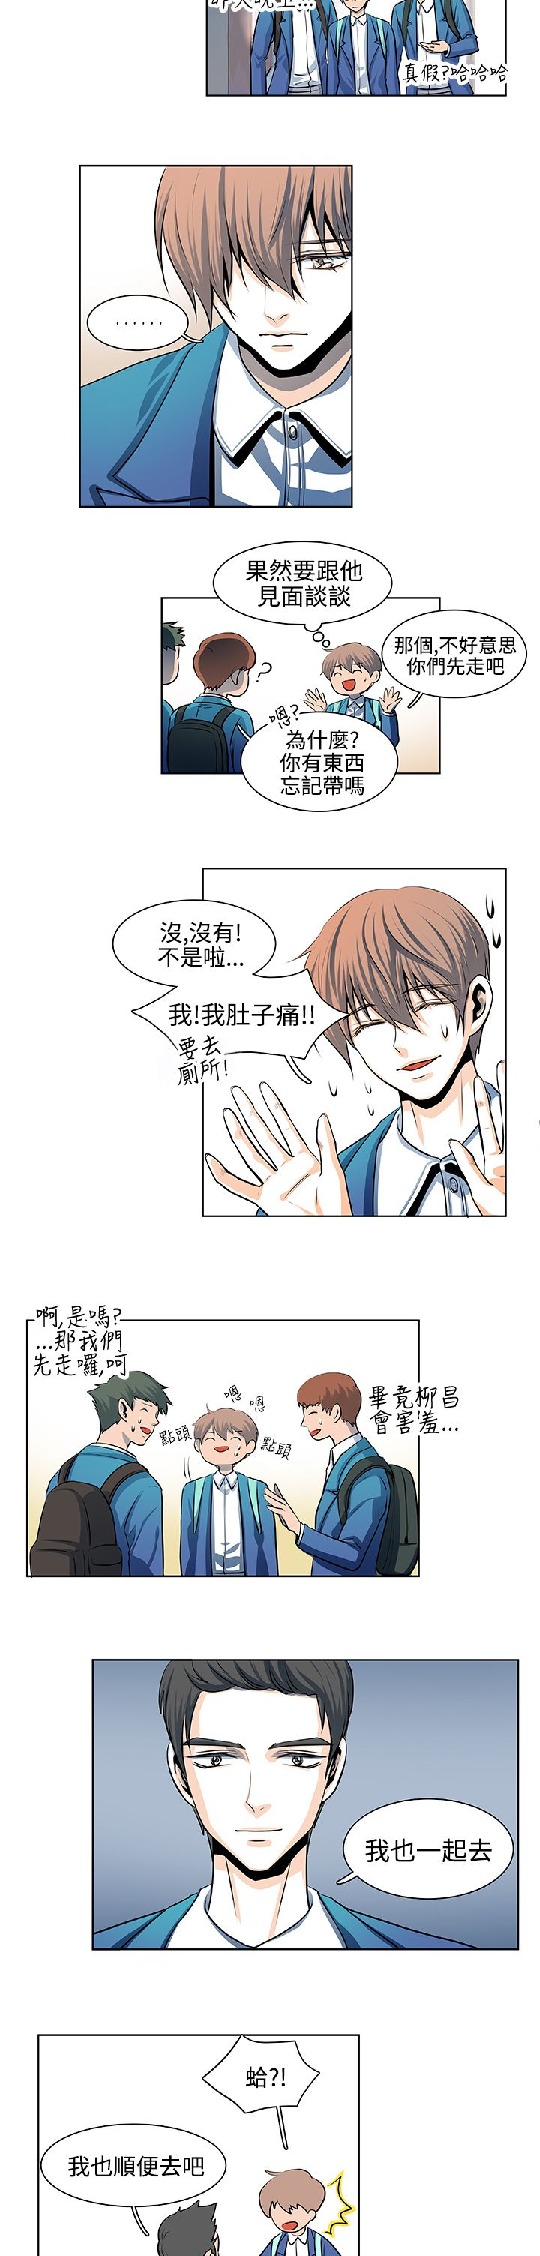 昨天晚上...
真假?哈哈哈
......
果然要跟他
見面談談
那個,不好意思
你們先走吧
嗯?
為什麼?
你有東西
忘記帶嗎
沒,沒有!
不是啦...
我!我肚子痛!!
要去
廁所!
啊,是嗎?
...那我們
先走囉,呵
嗯
嗯
點頭
點頭
畢竟柳昌
會害羞...
我也一起去
蛤?!
我也順便去吧